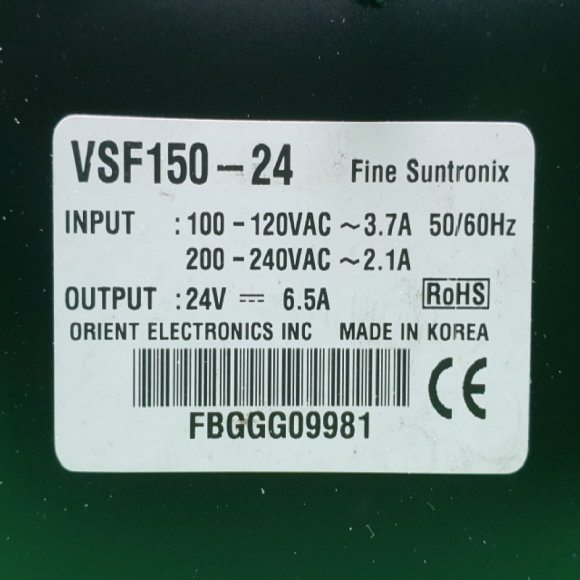 VSF150-24 Fine Suntronix
INPUT : 100-120VAC ~3.7A 50/60Hz
200-240VAC ~2.1A
OUTPUT : 24V ⎓ 6.5A RoHS
ORIENT ELECTRONICS INC MADE IN KOREA
CE
FBGGG09981